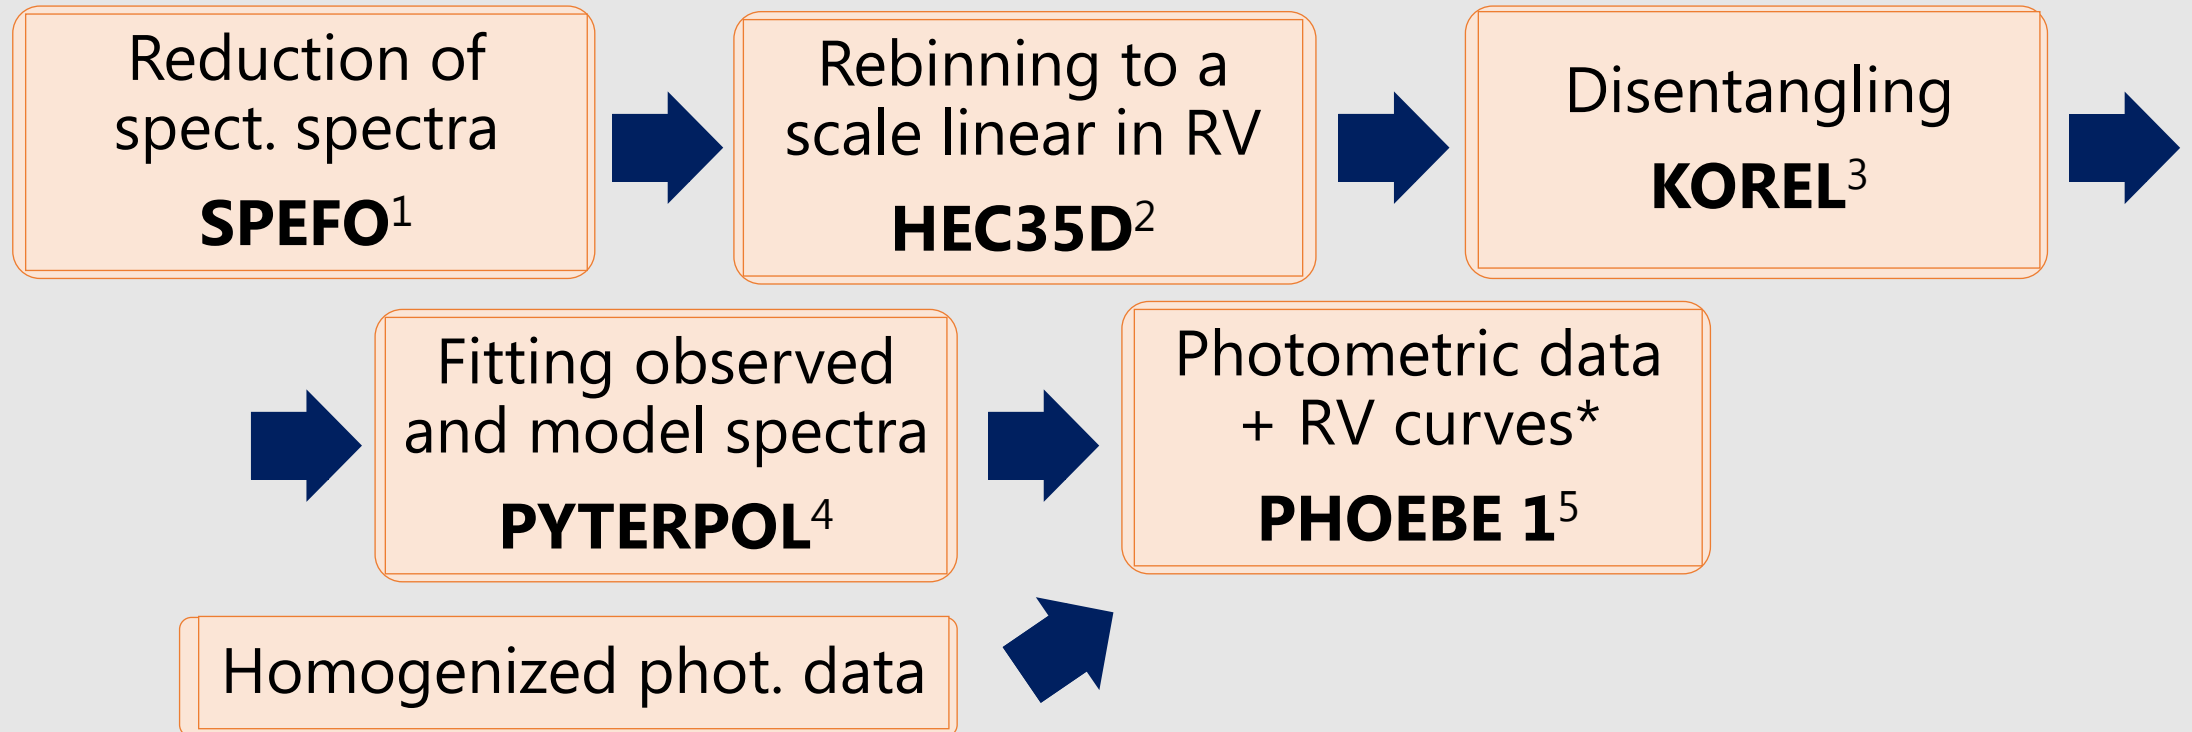 Reduction of
spect. spectra
SPEFO¹
Rebinning to a
scale linear in RV
HEC35D²
Disentangling
KOREL³
Fitting observed
and model spectra
PYTERPOL⁴
Photometric data
+ RV curves*
PHOEBE 1⁵
Homogenized phot. data